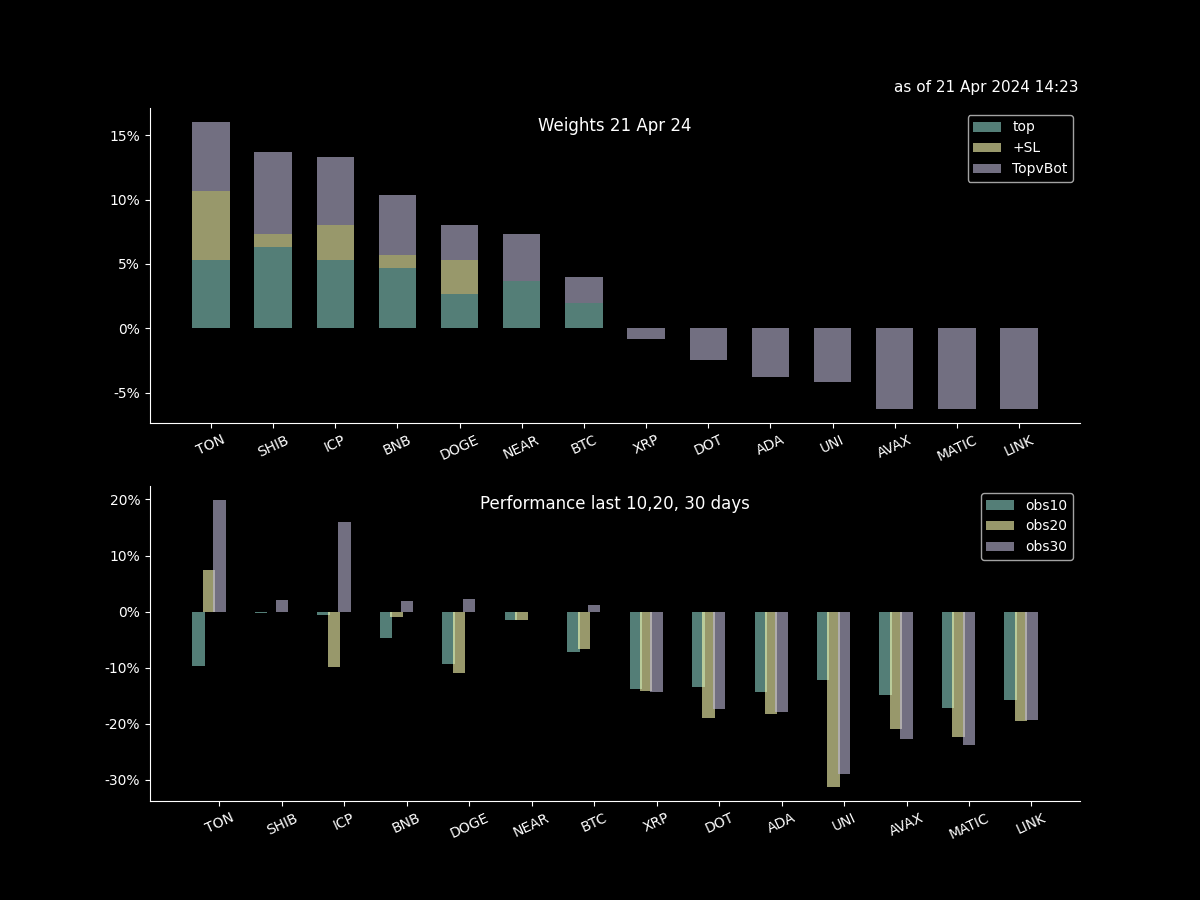 as of 21 Apr 2024 14:23
Weights 21 Apr 24
top
+SL
TopvBot
15%
10%
5%
0%
-5%
TON SHIB ICP BNB DOGE NEAR BTC XRP DOT ADA UNI AVAX MATIC LINK
Performance last 10,20, 30 days
obs10
obs20
obs30
20%
10%
0%
-10%
-20%
-30%
TON SHIB ICP BNB DOGE NEAR BTC XRP DOT ADA UNI AVAX MATIC LINK